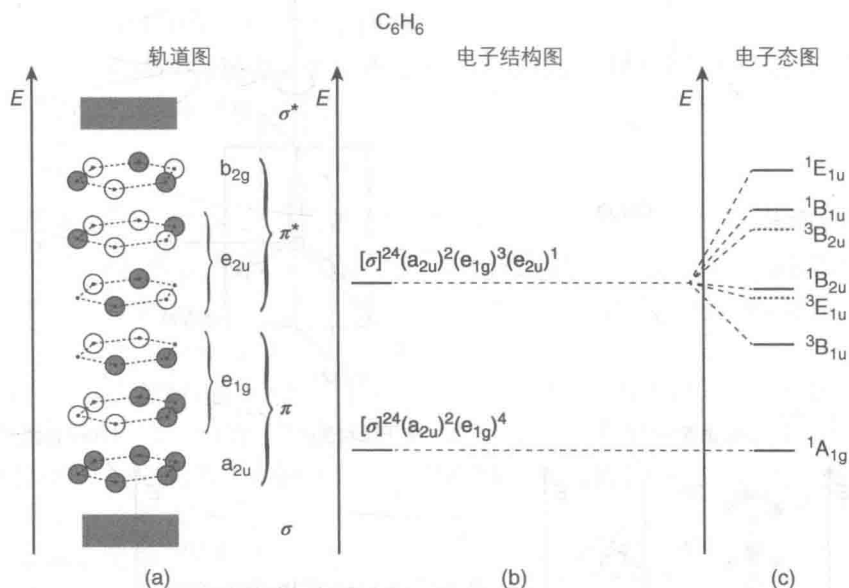 C₆H₆
轨道图
电子结构图
电子态图
E
σ*
b₂g
e₂u
π*
e₁g
π
a₂u
σ
(a)
E
[σ]²⁴(a₂u)²(e₁g)³(e₂u)¹
[σ]²⁴(a₂u)²(e₁g)⁴
(b)
E
¹E₁u
¹B₁u
³B₂u
¹B₂u
³E₁u
³B₁u
¹A₁g
(c)